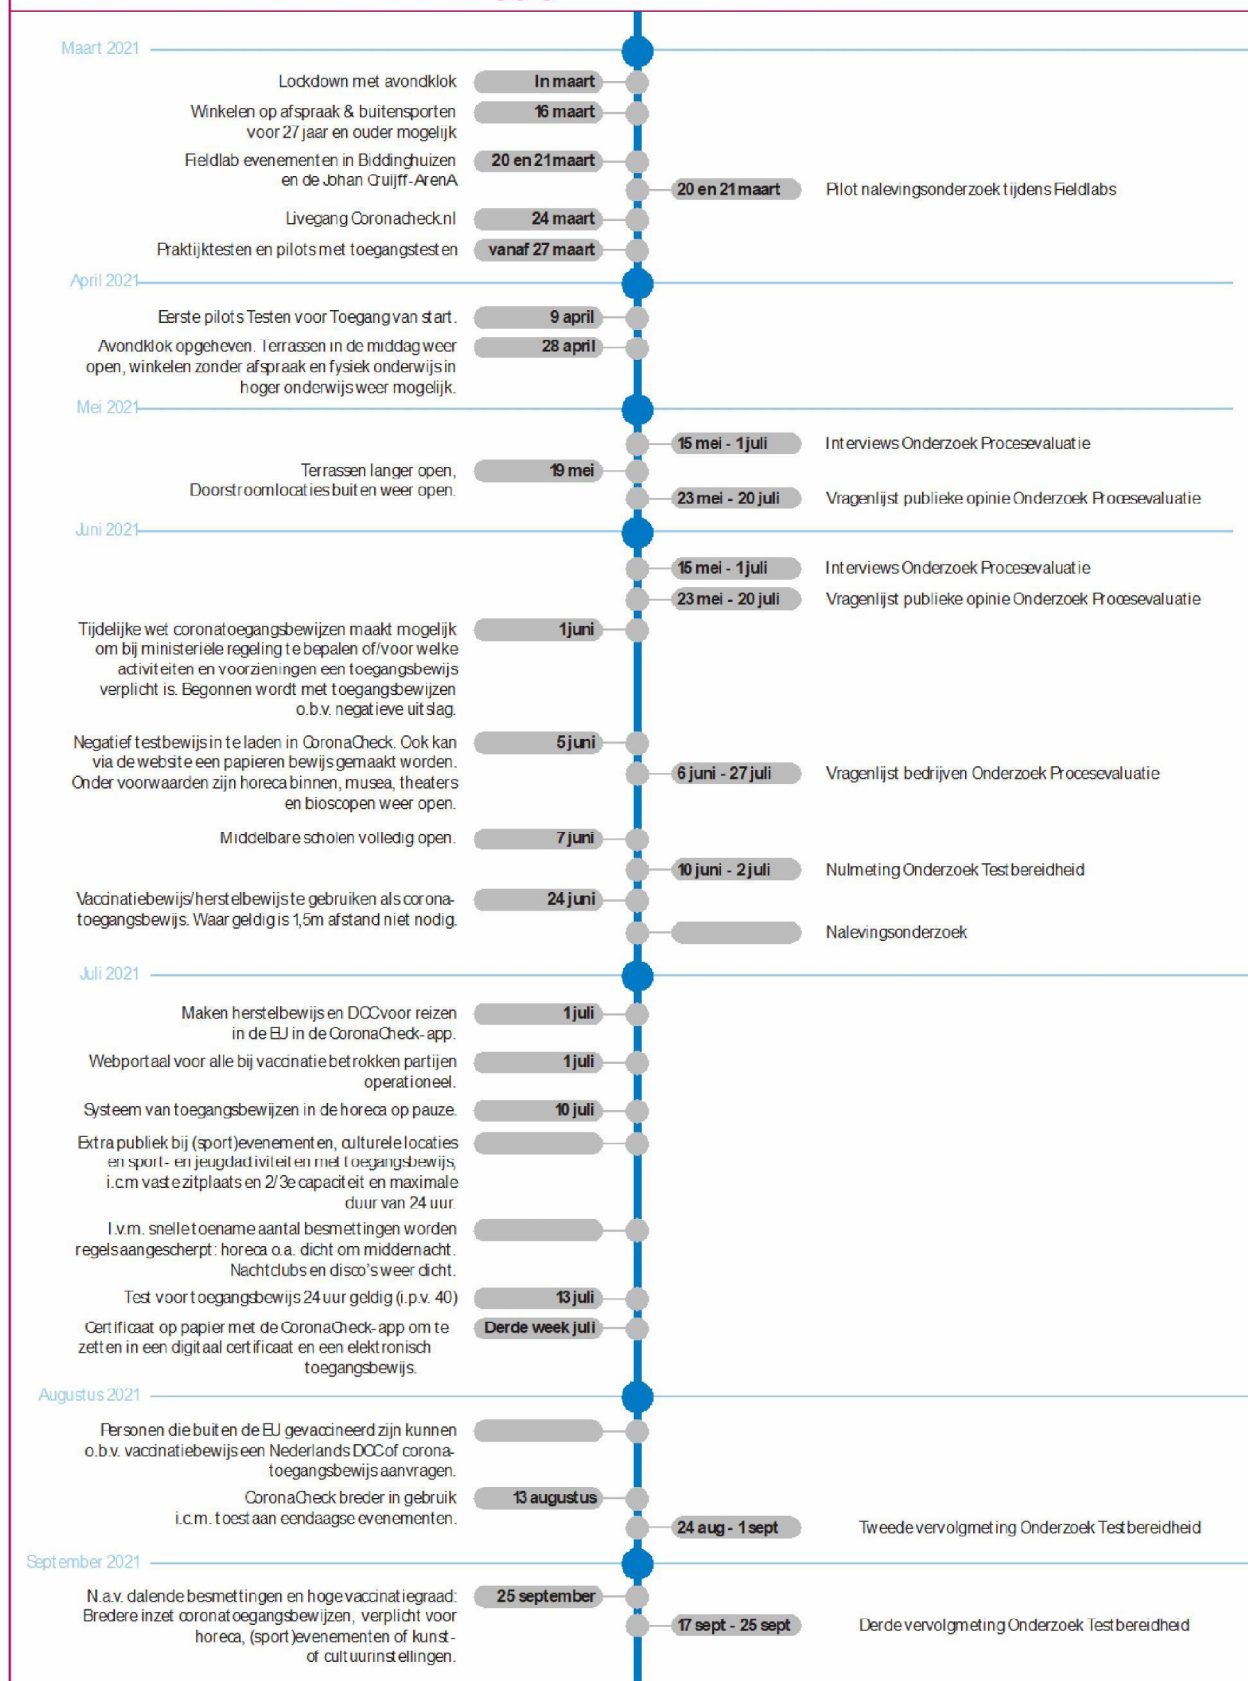 Maart 2021
Lockdown met avondklok
In maart
Winkelen op afspraak & buitensporten
voor 27 jaar en ouder mogelijk
16 maart
Fieldlab evenementen in Biddinghuizen
en de Johan Cruijff-ArenA
20 en 21 maart
20 en 21 maart
Pilot nalevingsonderzoek tijdens Fieldlabs
Livegang Coronacheck.nl
24 maart
Praktijktesten en pilots met toegangstesten
vanaf 27 maart
April 2021
Eerste pilots Testen voor Toegang van start.
9 april
Avondklok opgeheven. Terrassen in de middag weer
open, winkelen zonder afspraak en fysiek onderwijs in
hoger onderwijs weer mogelijk.
28 april
Mei 2021
15 mei - 1 juli
Interviews Onderzoek Procesevaluatie
Terrassen langer open,
Doorstroomlocaties buiten weer open.
19 mei
23 mei - 20 juli
Vragenlijst publieke opinie Onderzoek Procesevaluatie
Juni 2021
15 mei - 1 juli
Interviews Onderzoek Procesevaluatie
23 mei - 20 juli
Vragenlijst publieke opinie Onderzoek Procesevaluatie
Tijdelijke wet coronatoegangsbewijzen maakt mogelijk
om bij ministeriële regeling te bepalen of/voor welke
activiteiten en voorzieningen een toegangsbewijs
verplicht is. Begonnen wordt met toegangsbewijzen
o.b.v. negatieve uitslag.
1 juni
Negatief testbewijs in te laden in CoronaCheck. Ook kan
via de website een papieren bewijs gemaakt worden.
Onder voorwaarden zijn horeca binnen, musea, theaters
en bioscopen weer open.
5 juni
6 juni - 27 juli
Vragenlijst bedrijven Onderzoek Procesevaluatie
Middelbare scholen volledig open.
7 juni
10 juni - 2 juli
Nulmeting Onderzoek Testbereidheid
Vaccinatiebewijs/herstelbewijs te gebruiken als corona-
toegangsbewijs. Waar geldig is 1,5m afstand niet nodig.
24 juni
Nalevingsonderzoek
Juli 2021
Maken herstelbewijs en DCC voor reizen
in de EU in de CoronaCheck-app.
1 juli
Webportaal voor alle bij vaccinatie betrokken partijen
operationeel.
1 juli
Systeem van toegangsbewijzen in de horeca op pauze.
10 juli
Extra publiek bij (sport)evenementen, culturele locaties
en sport- en jeugdactiviteiten met toegangsbewijs,
i.c.m vaste zitplaats en 2/3e capaciteit en maximale
duur van 24 uur.
I.v.m. snelle toename aantal besmettingen worden
regels aangescherpt: horeca o.a. dicht om middernacht.
Nachtclubs en disco's weer dicht.
Test voor toegangsbewijs 24 uur geldig (i.p.v. 40)
13 juli
Certificaat op papier met de CoronaCheck-app om te
zetten in een digitaal certificaat en een elektronisch
toegangsbewijs.
Derde week juli
Augustus 2021
Personen die buiten de EU gevaccineerd zijn kunnen
o.b.v. vaccinatiebewijs een Nederlands DCC of corona-
toegangsbewijs aanvragen.
CoronaCheck breder in gebruik
i.c.m. toestaan eendaagse evenementen.
13 augustus
24 aug - 1 sept
Tweede vervolgmeting Onderzoek Testbereidheid
September 2021
N.a.v. dalende besmettingen en hoge vaccinatiegraad:
Bredere inzet coronatoegangsbewijzen, verplicht voor
horeca, (sport)evenementen of kunst-
of cultuurinstellingen.
25 september
17 sept - 25 sept
Derde vervolgmeting Onderzoek Testbereidheid